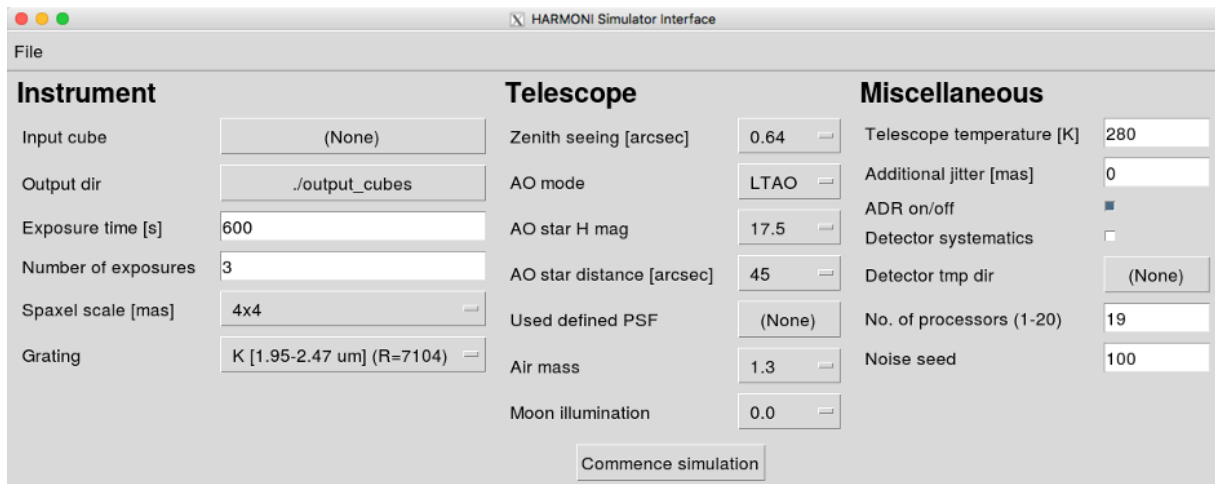 HARMONI Simulator Interface
File
Instrument
Input cube (None)
Output dir ./output_cubes
Exposure time [s] 600
Number of exposures 3
Spaxel scale [mas] 4x4
Grating K [1.95-2.47 um] (R=7104)
Telescope
Zenith seeing [arcsec] 0.64
AO mode LTAO
AO star H mag 17.5
AO star distance [arcsec] 45
Used defined PSF (None)
Air mass 1.3
Moon illumination 0.0
Miscellaneous
Telescope temperature [K] 280
Additional jitter [mas] 0
ADR on/off
Detector systematics
Detector tmp dir (None)
No. of processors (1-20) 19
Noise seed 100
Commence simulation